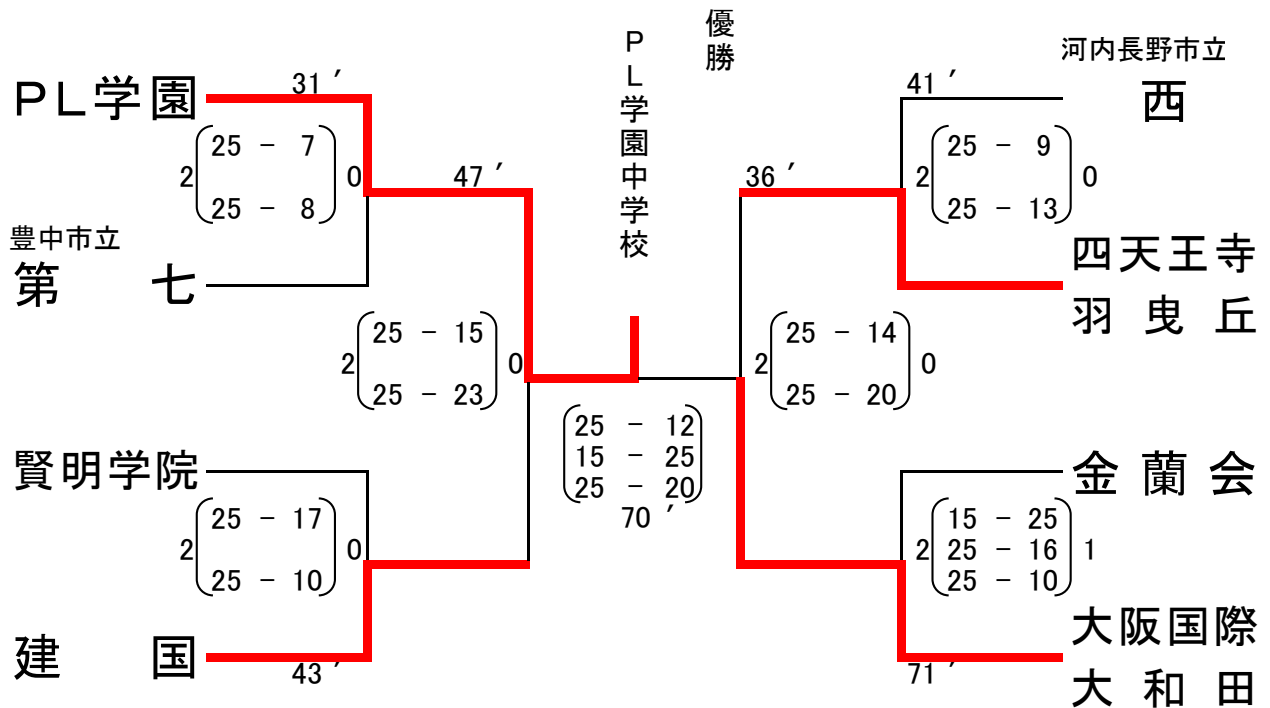 優勝
ＰＬ学園中学校
ＰＬ学園
31 ′
2 25 − 7 0
25 − 8
豊中市立
第 七
47 ′
2 25 − 15 0
25 − 23
賢明学院
2 25 − 17 0
25 − 10
建 国
43 ′
25 − 12
15 − 25
25 − 20
70 ′
河内長野市立
西
41 ′
2 25 − 9 0
25 − 13
四天王寺
羽曳丘
36 ′
2 25 − 14 0
25 − 20
金蘭会
15 − 25
2 25 − 16 1
25 − 10
大阪国際
大和田
71 ′